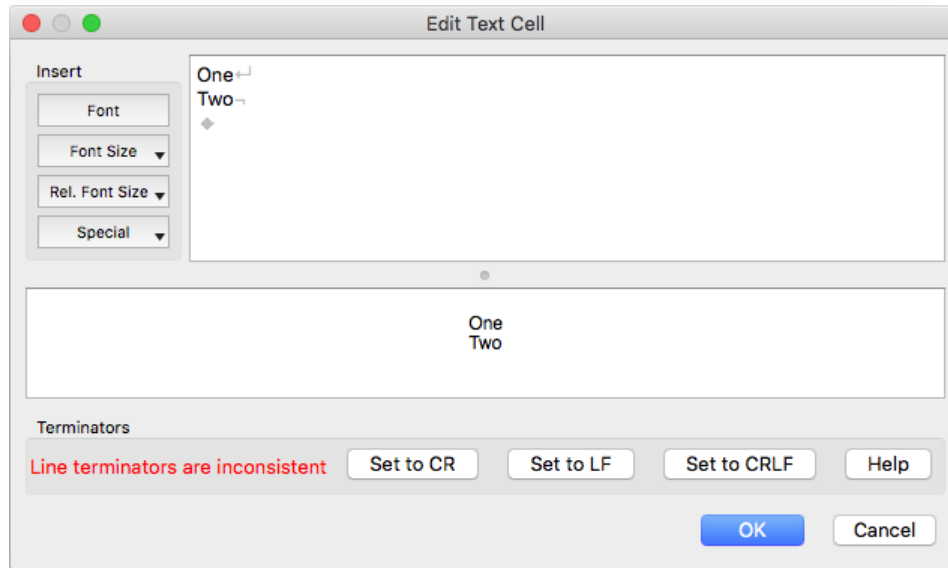 Edit Text Cell
Insert
Font
Font Size
Rel. Font Size
Special
One↵
Two¬
◆
One
Two
Terminators
Line terminators are inconsistent
Set to CR
Set to LF
Set to CRLF
Help
OK
Cancel